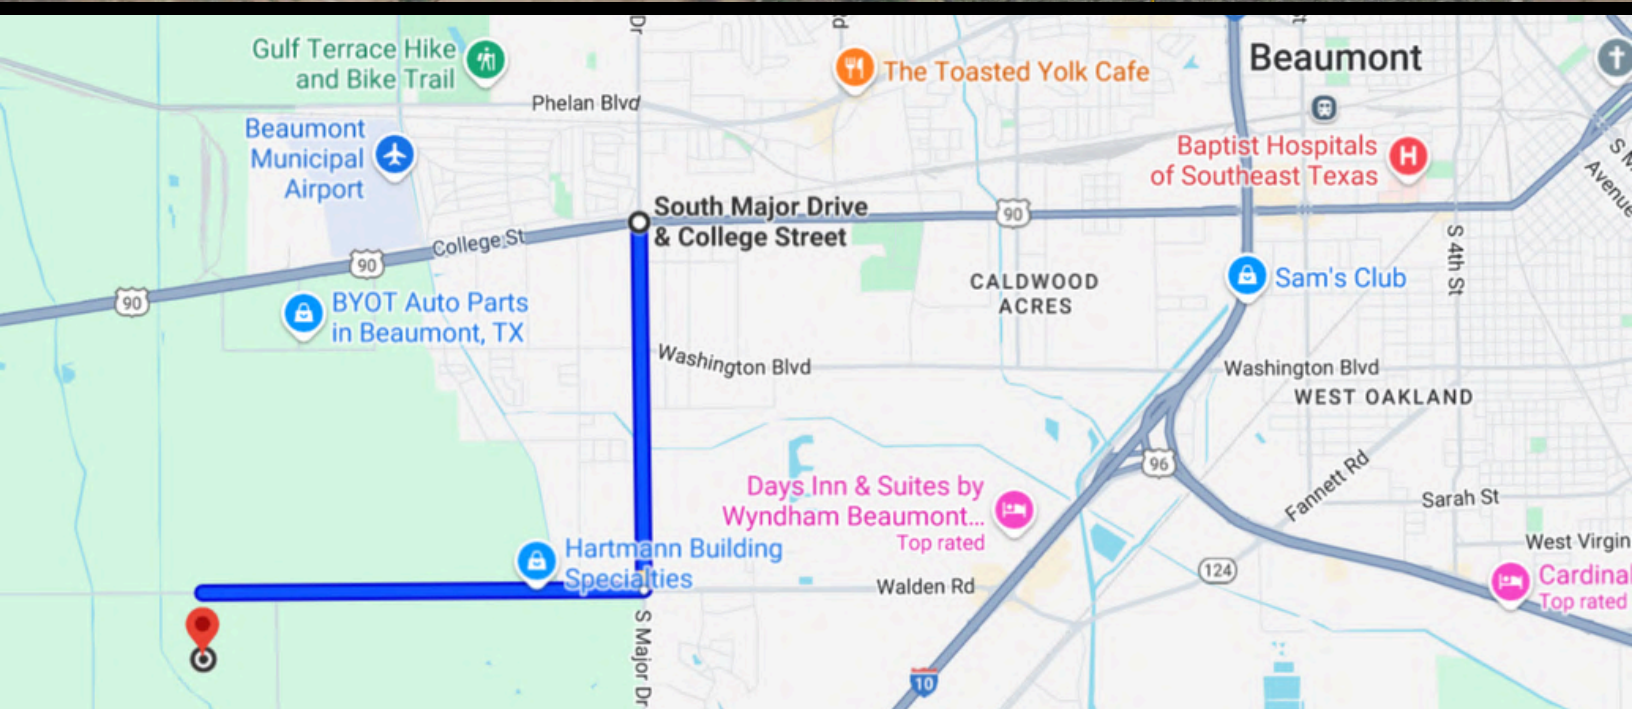 Dr
Gulf Terrace Hike
and Bike Trail
The Toasted Yolk Cafe
Beaumont
Phelan Blvd
Beaumont
Municipal
Airport
Baptist Hospitals
of Southeast Texas
H
South Major Drive
& College Street
90
College St
90
90
S 4th St
Avenue
CALDWOOD
ACRES
Sam's Club
BYOT Auto Parts
in Beaumont, TX
Washington Blvd
Washington Blvd
WEST OAKLAND
96
Fannett Rd
Sarah St
Days Inn & Suites by
Wyndham Beaumont...
Top rated
Hartmann Building
Specialties
Walden Rd
124
West Virgin
Cardinal
Top rated
S Major Dr
10